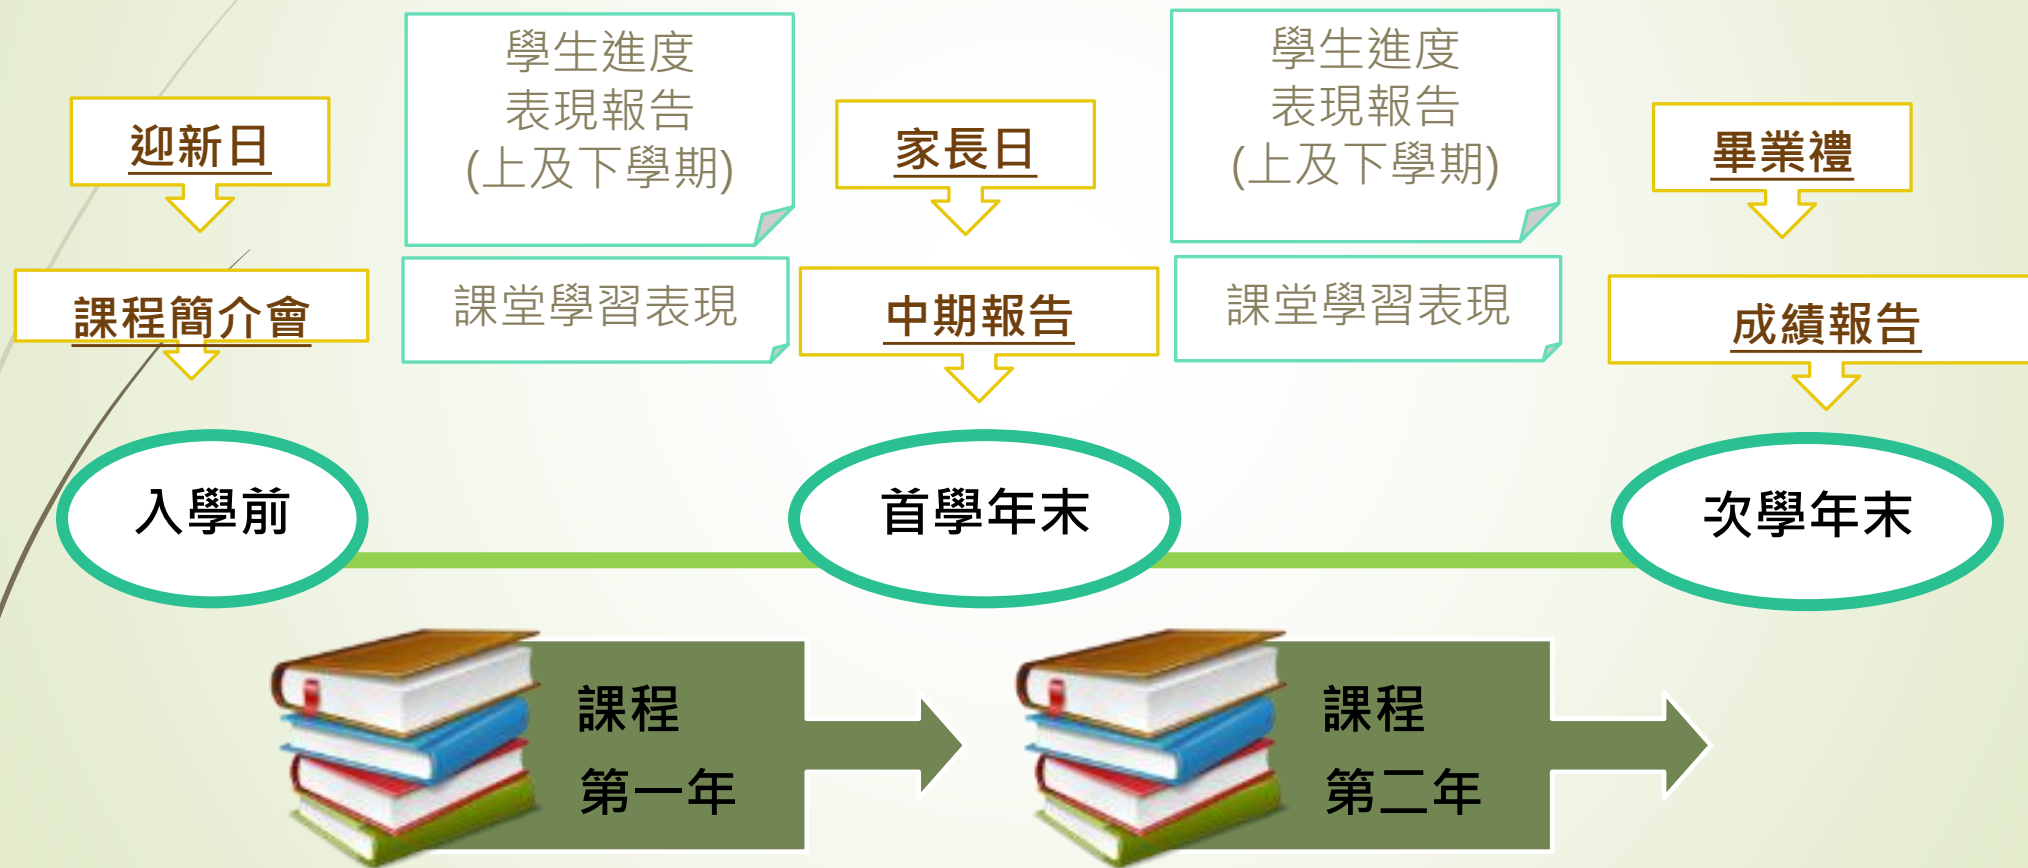 迎新日
課程簡介會
學生進度
表現報告
(上及下學期)
課堂學習表現
家長日
中期報告
學生進度
表現報告
(上及下學期)
課堂學習表現
畢業禮
成績報告
入學前
首學年末
次學年末
課程
第一年
課程
第二年